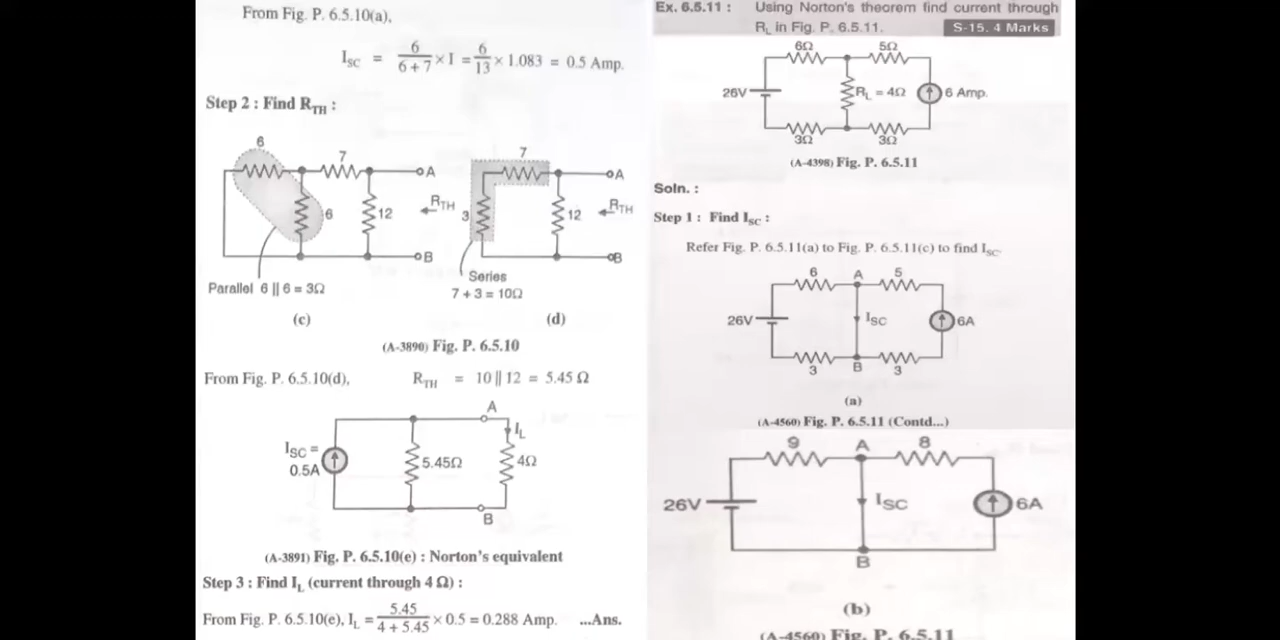 From Fig. P. 6.5.10(a),
I_SC = 6/(6+7) × I = 6/13 × 1.083 = 0.5 Amp.
Step 2 : Find R_TH :
6
7
6
12
A
R_TH
B
Parallel 6 || 6 = 3Ω
(c)
7
3
12
A
R_TH
B
Series
7 + 3 = 10Ω
(d)
(A-3890) Fig. P. 6.5.10
From Fig. P. 6.5.10(d), R_TH = 10 || 12 = 5.45 Ω
A
I_L
I_SC =
0.5A
5.45Ω
4Ω
B
(A-3891) Fig. P. 6.5.10(e) : Norton's equivalent
Step 3 : Find I_L (current through 4 Ω) :
From Fig. P. 6.5.10(e), I_L = 5.45/(4 + 5.45) × 0.5 = 0.288 Amp. ...Ans.
Ex. 6.5.11 : Using Norton's theorem find current through
R_L in Fig. P. 6.5.11. S-15. 4 Marks
6Ω 5Ω
26V R_L = 4Ω 6 Amp.
3Ω 3Ω
(A-4398) Fig. P. 6.5.11
Soln. :
Step 1 : Find I_SC :
Refer Fig. P. 6.5.11(a) to Fig. P. 6.5.11(c) to find I_SC.
6 A 5
26V I_SC 6A
3 B 3
(a)
(A-4560) Fig. P. 6.5.11 (Contd...)
9 A 8
26V I_SC 6A
B
(b)
(A-4560) Fig. P. 6.5.11